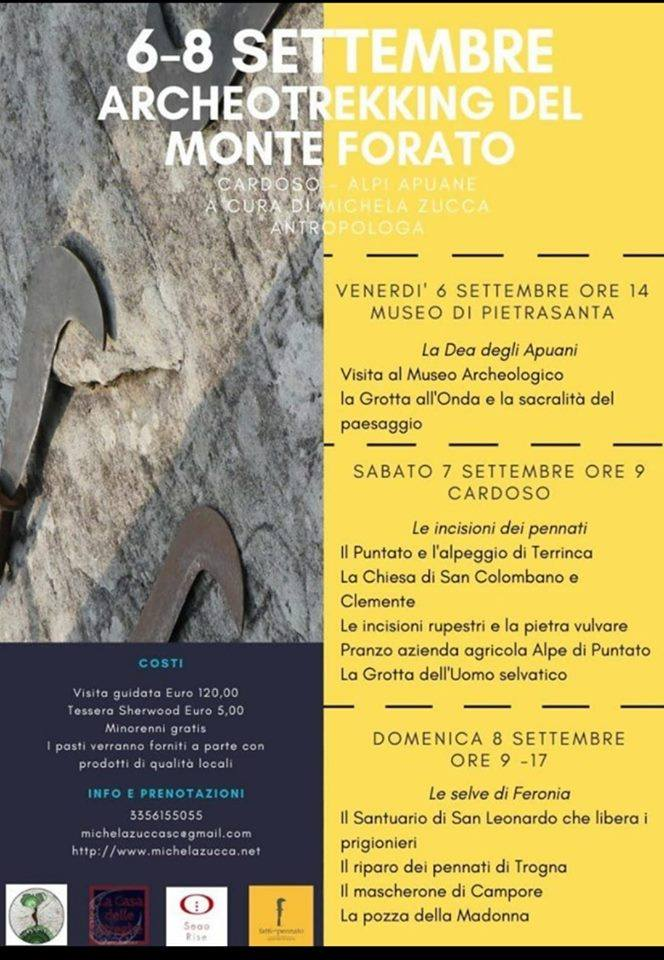 6-8 SETTEMBRE
ARCHEOTREKKING DEL
MONTE FORATO
CARDOSO - ALPI APUANE
A CURA DI MICHELA ZUCCA
ANTROPOLOGA
VENERDI' 6 SETTEMBRE ORE 14
MUSEO DI PIETRASANTA
La Dea degli Apuani
Visita al Museo Archeologico
la Grotta all'Onda e la sacralità del
paesaggio
SABATO 7 SETTEMBRE ORE 9
CARDOSO
Le incisioni dei pennati
Il Puntato e l'alpeggio di Terrinca
La Chiesa di San Colombano e
Clemente
Le incisioni rupestri e la pietra vulvare
Pranzo azienda agricola Alpe di Puntato
La Grotta dell'Uomo selvatico
DOMENICA 8 SETTEMBRE
ORE 9 -17
Le selve di Feronia
Il Santuario di San Leonardo che libera i
prigionieri
Il riparo dei pennati di Trogna
Il mascherone di Campore
La pozza della Madonna
COSTI
Visita guidata Euro 120,00
Tessera Sherwood Euro 5,00
Minorenni gratis
I pasti verranno forniti a parte con
prodotti di qualità locali
INFO E PRENOTAZIONI
3356155055
michelazuccasc@gmail.com
http://www.michelazucca.net
La Casa
delle
Seao
Rise